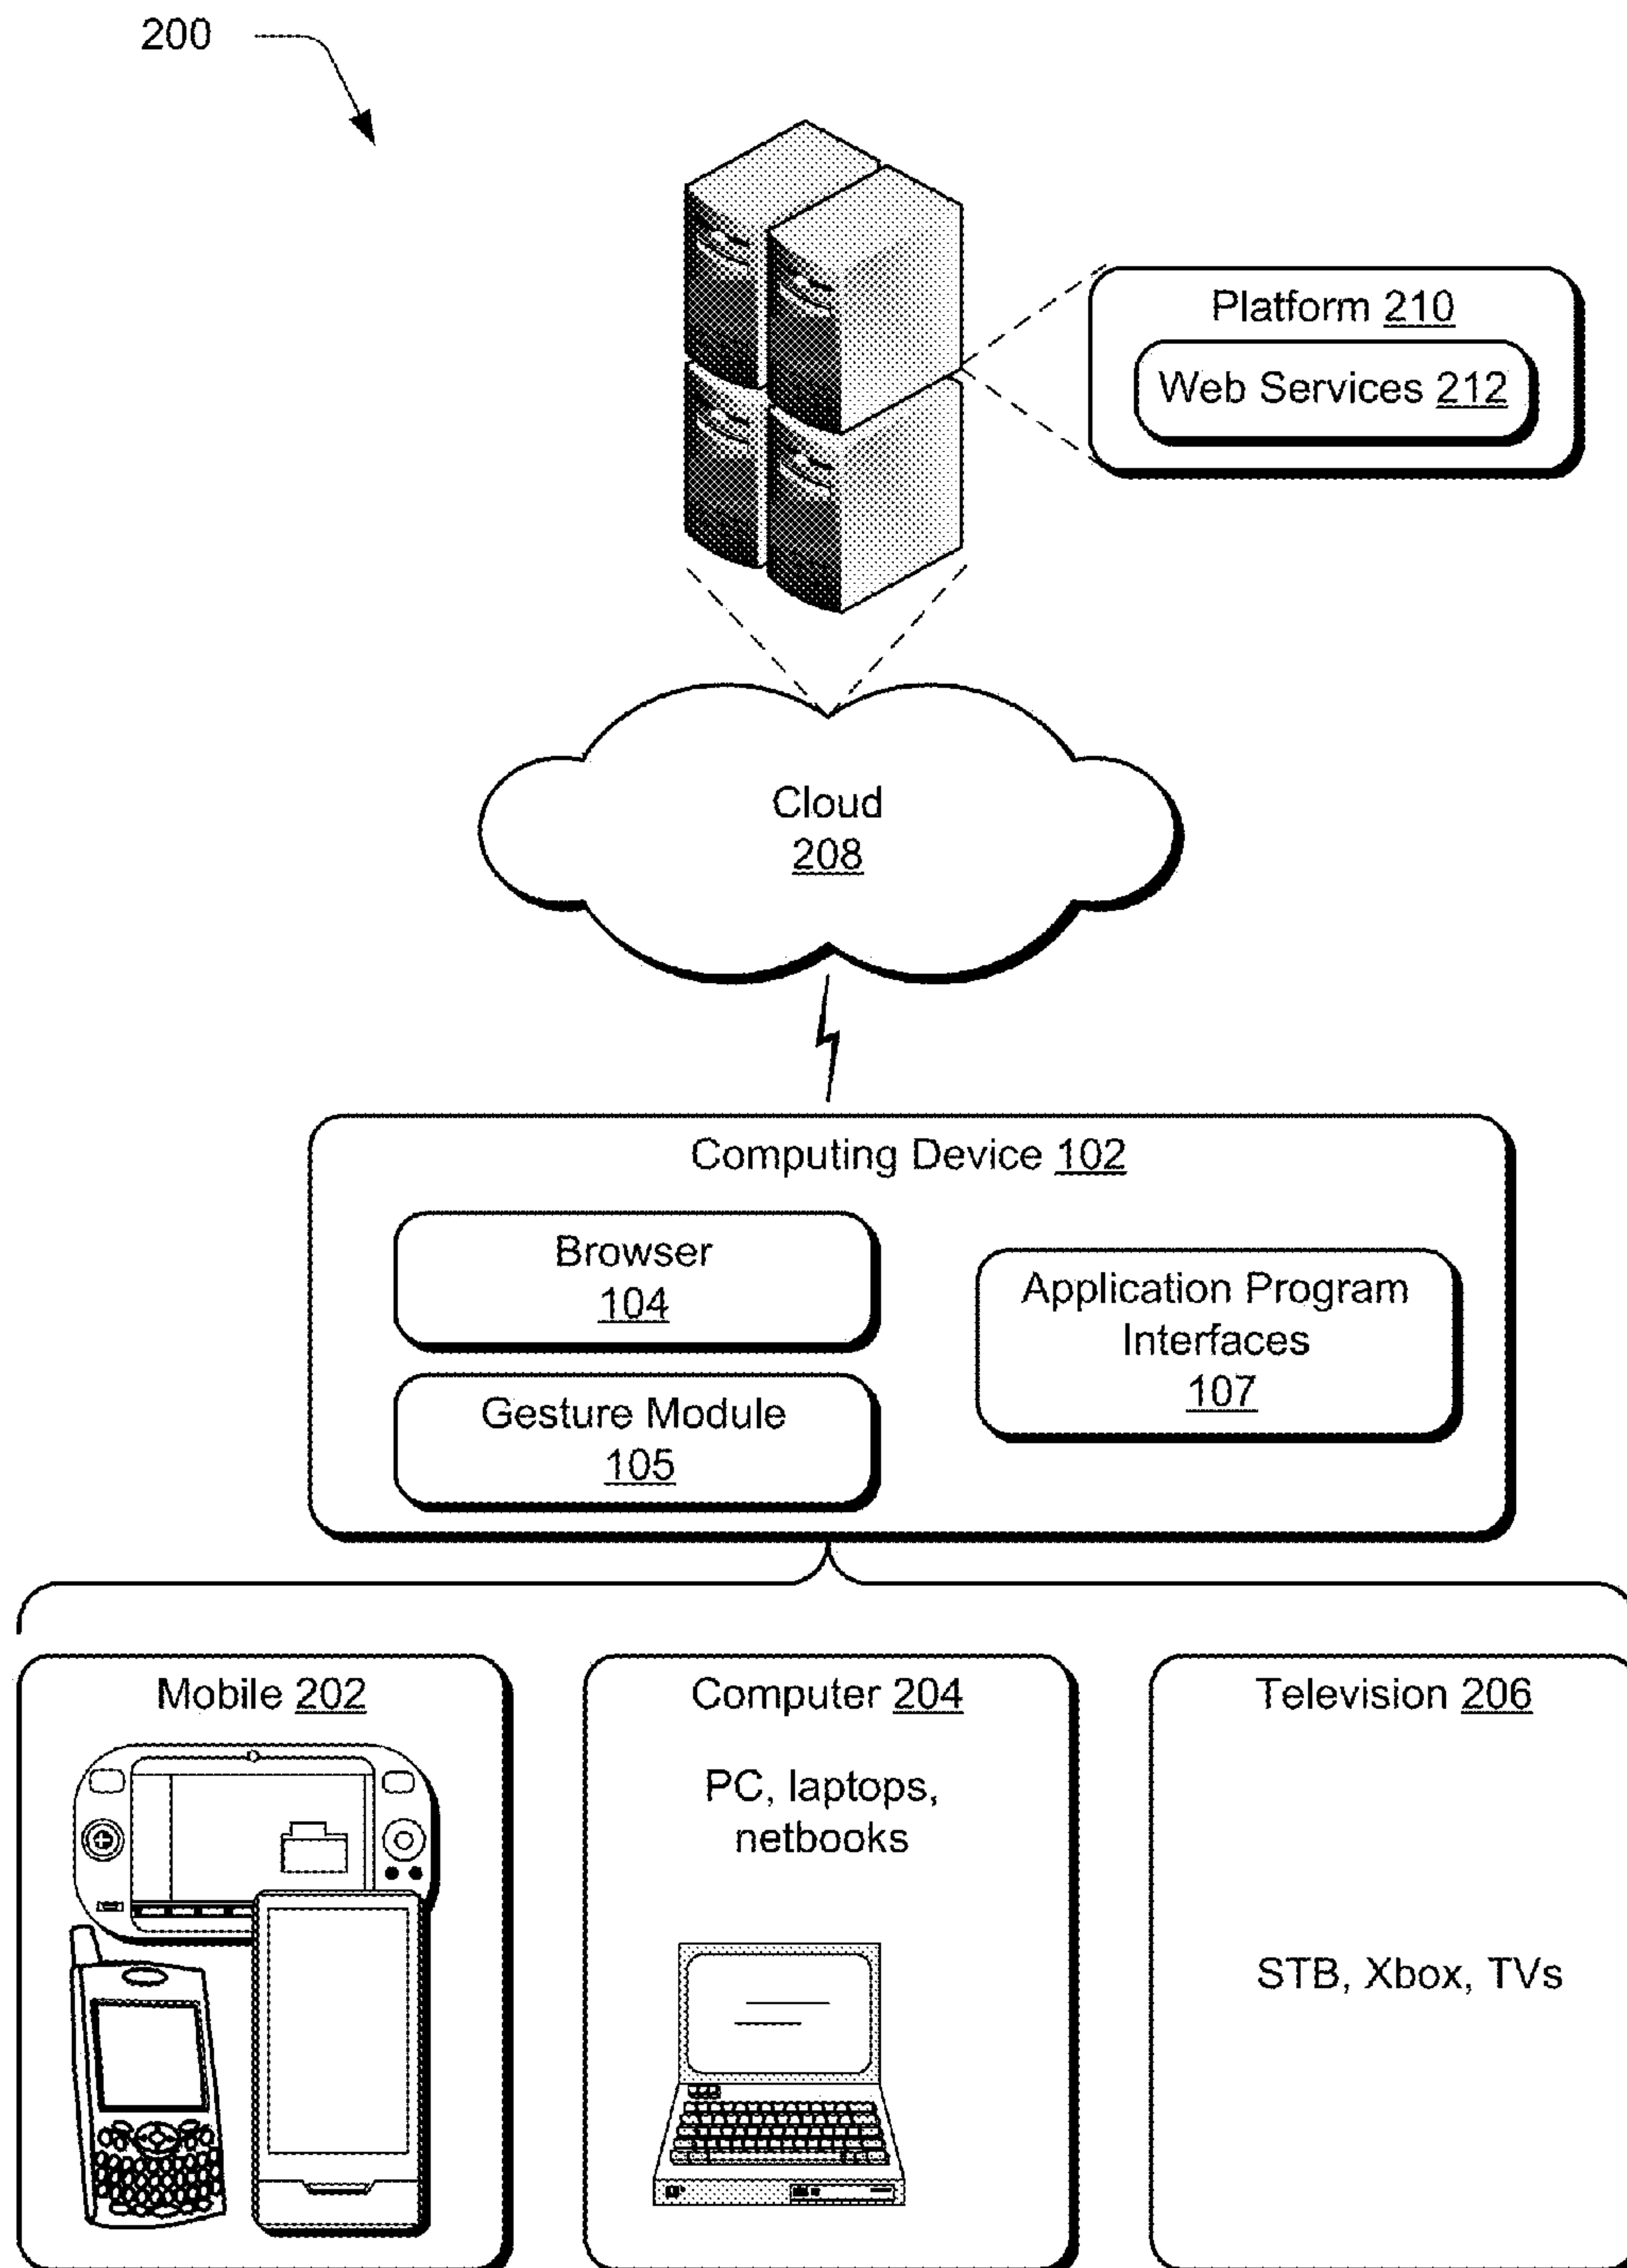 200
Platform 210
Web Services 212
Cloud
208
Computing Device 102
Browser
104
Application Program
Interfaces
107
Gesture Module
105
Mobile 202
Computer 204
PC, laptops,
netbooks
Television 206
STB, Xbox, TVs